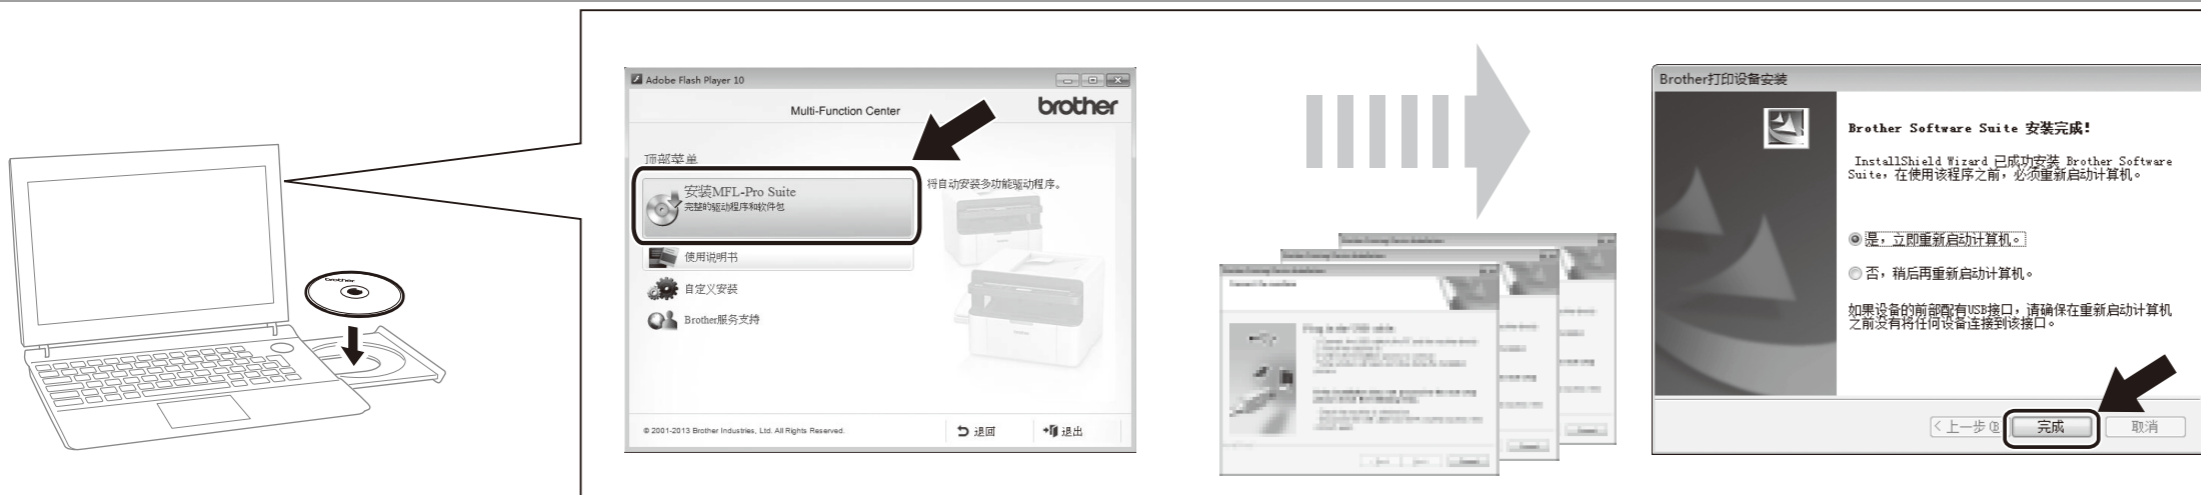 brother
Adobe Flash Player 10
Multi-Function Center
brother
顶部菜单
安装MFL-Pro Suite
完整的驱动程序和软件包
将自动安装多功能驱动程序。
使用说明书
自定义安装
Brother服务支持
© 2001-2013 Brother Industries, Ltd. All Rights Reserved.
退回
退出
Brother打印设备安装
Brother Software Suite 安装完成!
InstallShield Wizard 已成功安装 Brother Software
Suite，在使用该程序之前，必须重新启动计算机。
是，立即重新启动计算机。
否，稍后再重新启动计算机。
如果设备的前部配有USB接口，请确保在重新启动计算机
之前没有将任何设备连接到该接口。
<上一步
完成
取消